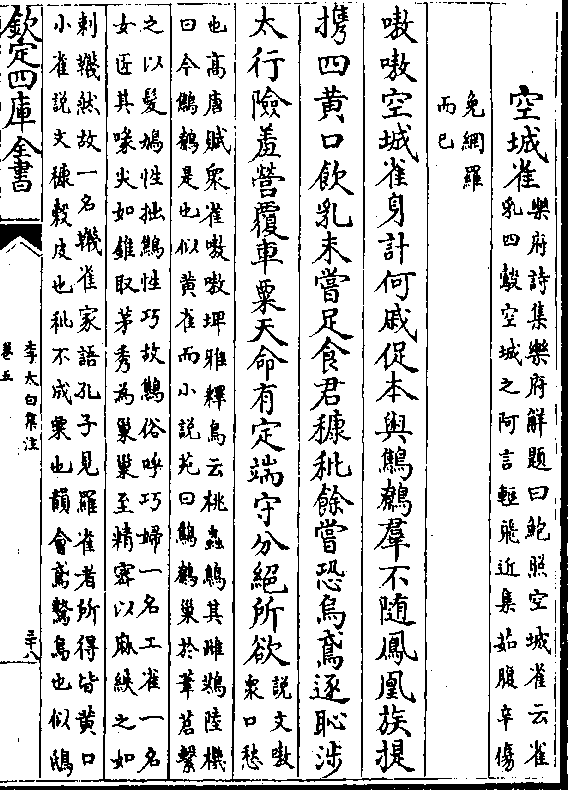 空城雀樂府詩集樂府解題曰鮑照空城雀云雀
乳四鷇空城之阿言輕飛近集茹腹辛傷
免網羅
而已
嗷嗷空城雀身計何戚促本與鷦鷯羣不隨鳳凰族提
攜四黃口飲乳未嘗足食君糠秕餘嘗恐烏鳶逐恥涉
太行險羞營覆車粟天命有定端守分絕所欲說文嗷
衆口愁
也高唐賦衆雀嗷嗷埤雅釋鳥云桃蟲鷦其雌鴱陸機
曰今鷦鷯是也似黃雀而小說苑曰鷦鷯巢於葦苕繫
之以髮鳩性拙鷦性巧故鷦俗呼巧婦一名工雀一名
女匠其喙尖如錐取茅秀為巢巢至精宻以麻紩之如
刺韈然故一名韈雀家語孔子見羅雀者所得皆黃口
小雀說文糠穀皮也秕不成粟也韻會鳶鷙鳥也似鴟
欽定四庫全書
李太白集注
卷五
三十八